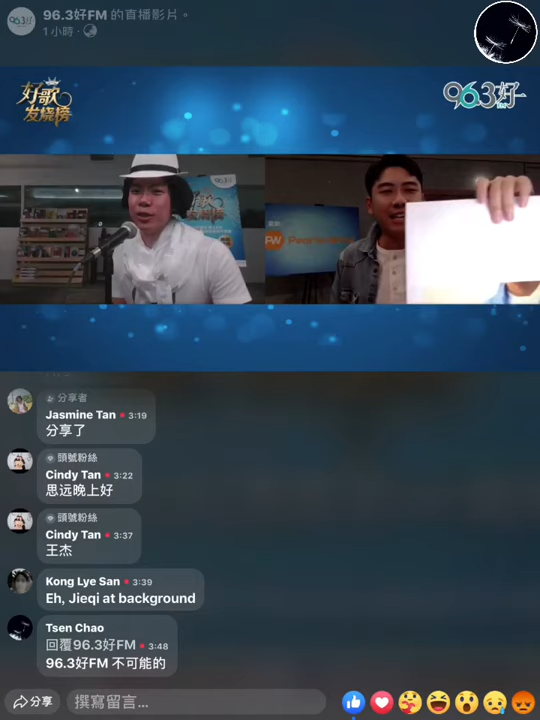 96.3好FM 的直播影片。
1 小時
好歌
发烧榜
96.3好
FW
3:19
分享者
Jasmine Tan 3:19
分享了
頭號粉絲
Cindy Tan 3:22
思远晚上好
頭號粉絲
Cindy Tan 3:37
王杰
Kong Lye San 3:39
Eh, Jieqi at background
Tsen Chao
回覆96.3好FM 3:48
96.3好FM 不可能的
分享
撰寫留言...